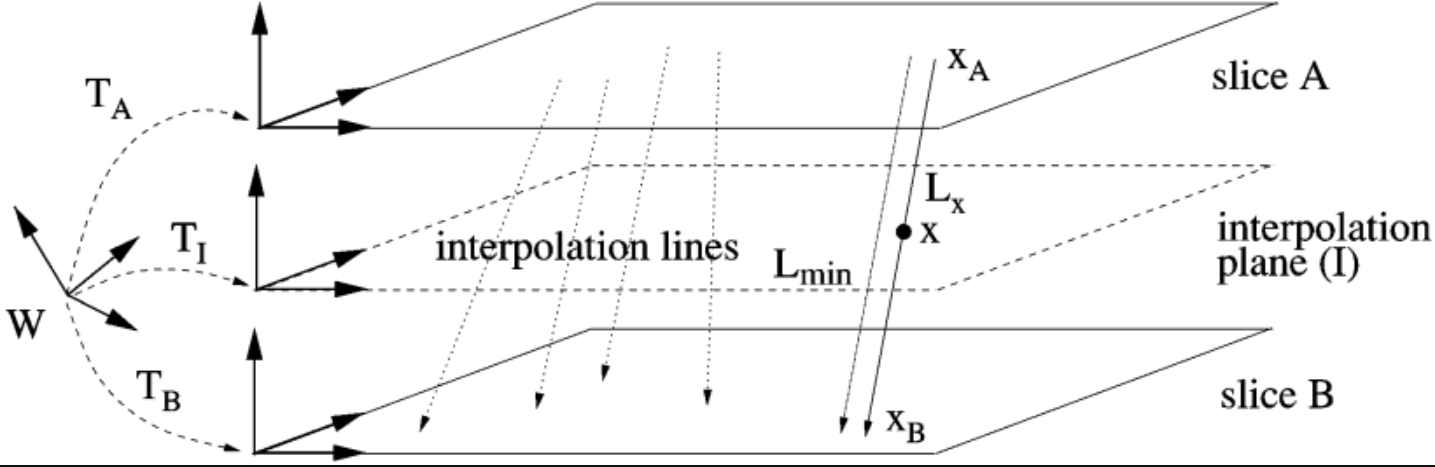 x_A
slice A
T_A
L_x
T_I
x
interpolation
plane (I)
interpolation lines
L_min
W
T_B
slice B
x_B